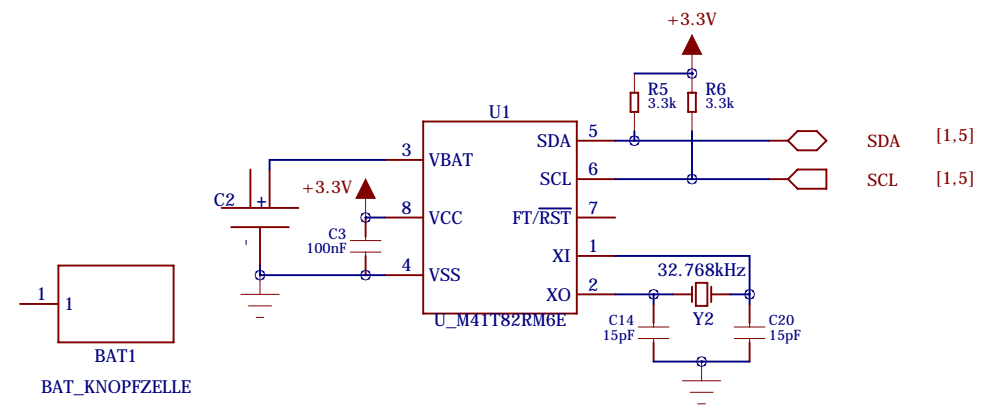 +3.3V
R5
3.3k
R6
3.3k
U1
SDA 5
SDA [1,5]
3 VBAT
SCL 6
SCL [1,5]
C2 +
-
+3.3V
8 VCC
FT/RST 7
C3
100nF
XI 1
4 VSS
32.768kHz
XO 2
Y2
U_M41T82RM6E
C14
15pF
C20
15pF
1 1
BAT1
BAT_KNOPFZELLE